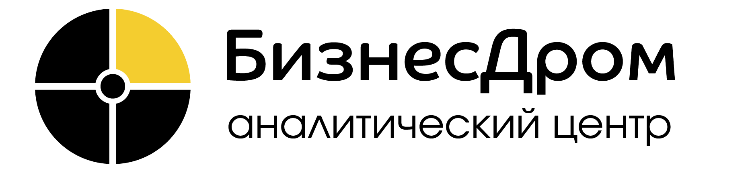 БизнесДром
аналитический центр